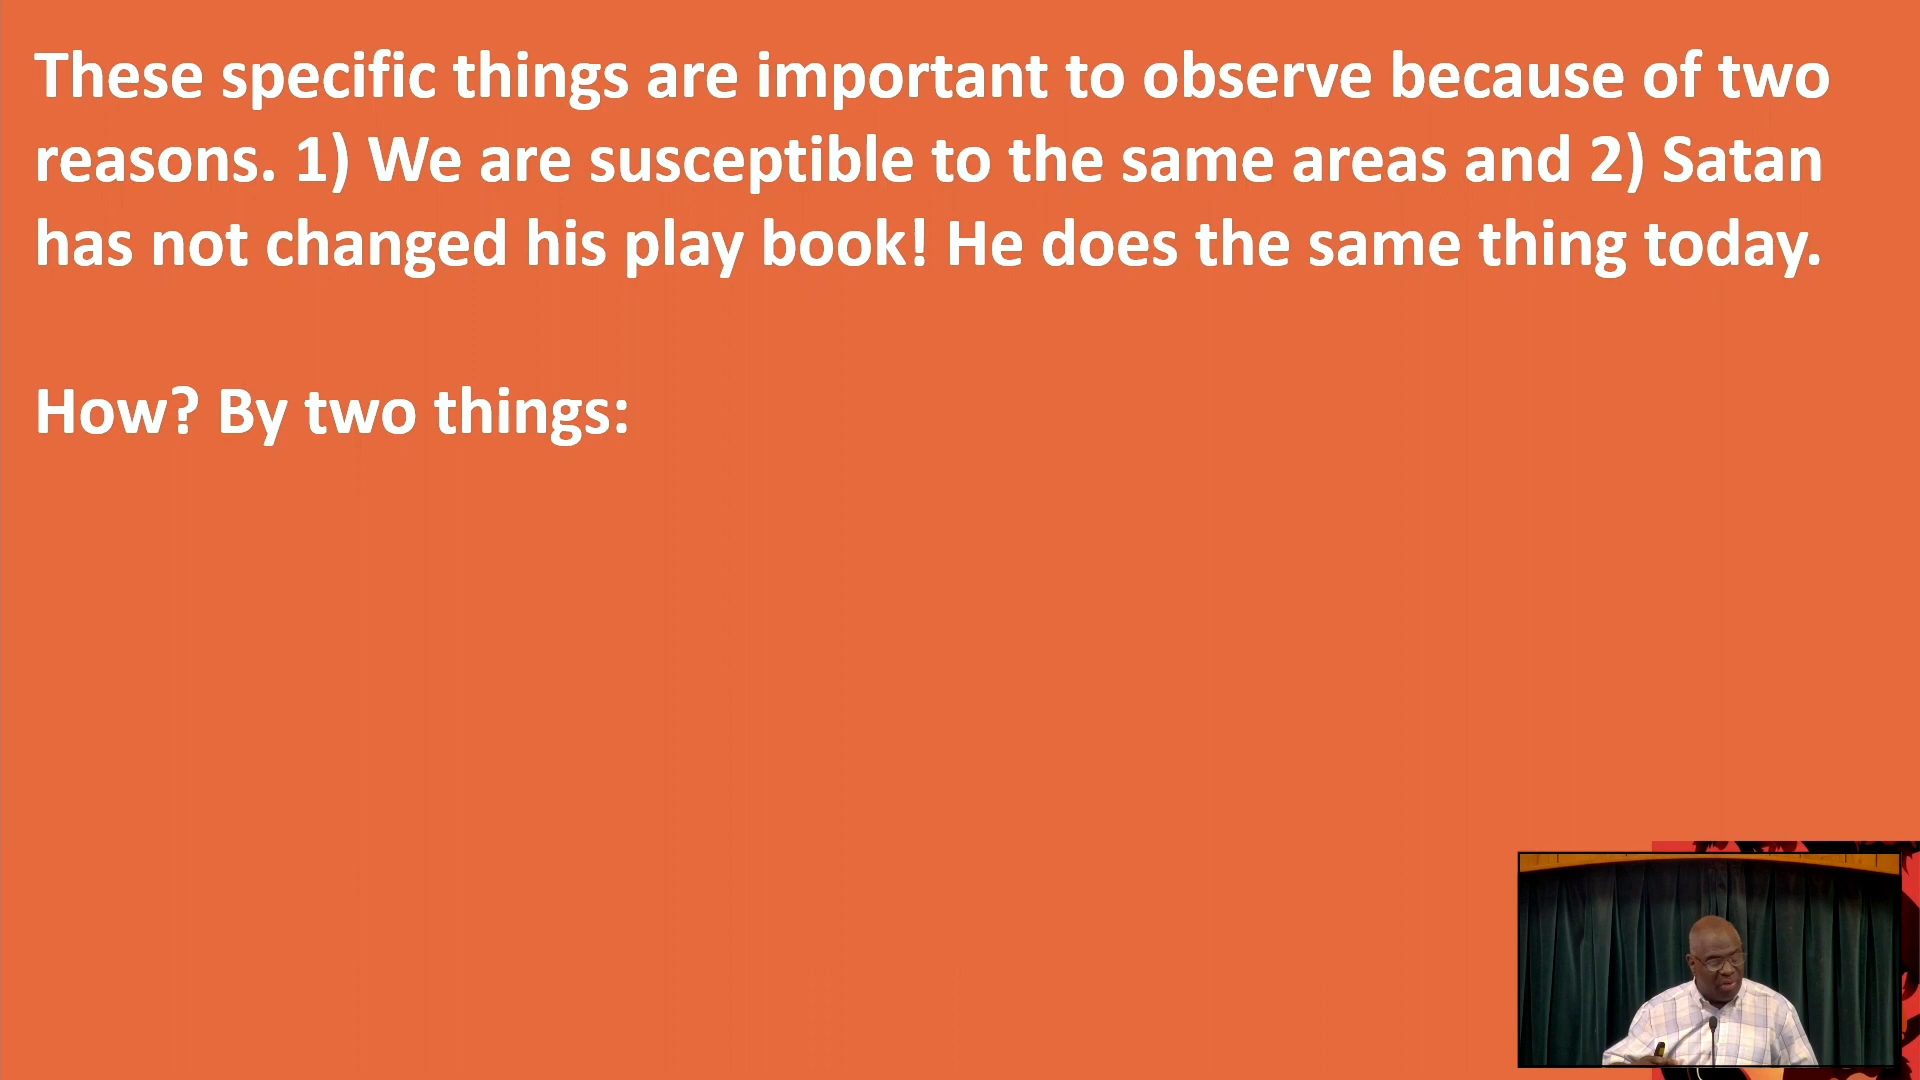 These specific things are important to observe because of two
reasons. 1) We are susceptible to the same areas and 2) Satan
has not changed his play book! He does the same thing today.
How? By two things: